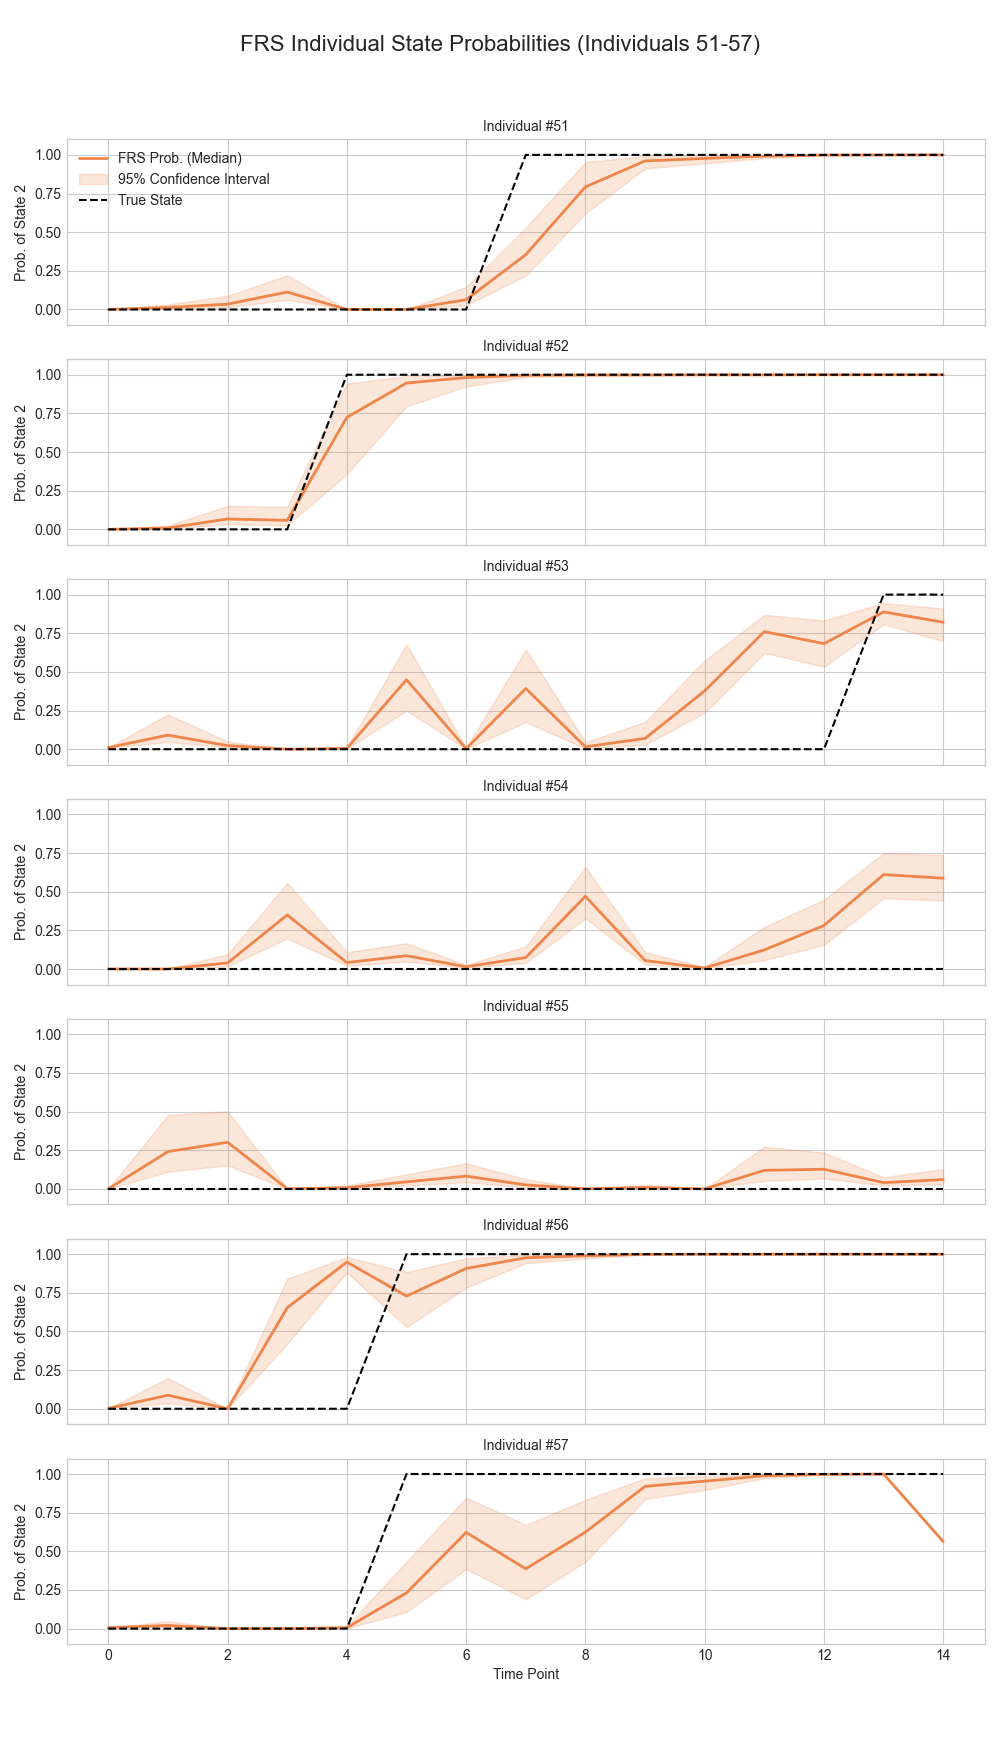 FRS Individual State Probabilities (Individuals 51-57)
Individual #51
FRS Prob. (Median)
95% Confidence Interval
True State
Prob. of State 2
1.00
0.75
0.50
0.25
0.00
Individual #52
Prob. of State 2
1.00
0.75
0.50
0.25
0.00
Individual #53
Prob. of State 2
1.00
0.75
0.50
0.25
0.00
Individual #54
Prob. of State 2
1.00
0.75
0.50
0.25
0.00
Individual #55
Prob. of State 2
1.00
0.75
0.50
0.25
0.00
Individual #56
Prob. of State 2
1.00
0.75
0.50
0.25
0.00
Individual #57
Prob. of State 2
1.00
0.75
0.50
0.25
0.00
0 2 4 6 8 10 12 14
Time Point